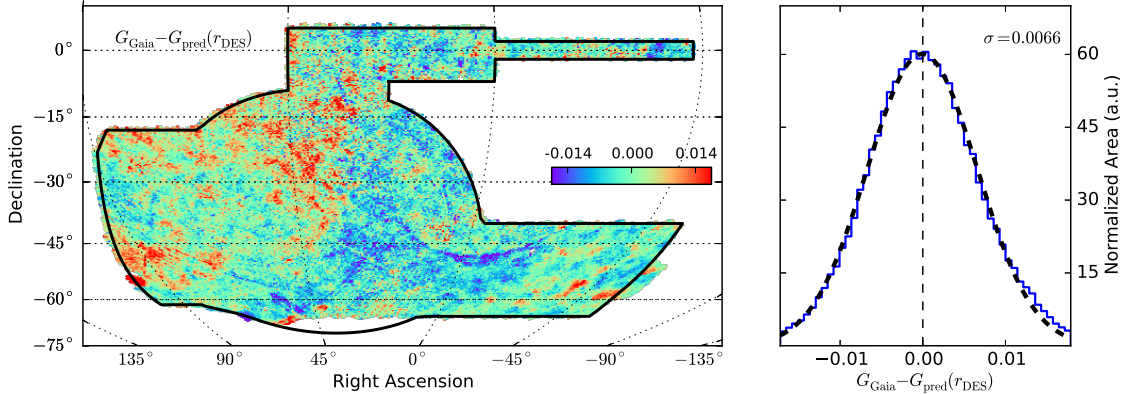 G_Gaia−G_pred(r_DES)
0°
−15°
−30°
−45°
−60°
−75°
Declination
-0.014 0.000 0.014
135° 90° 45° 0° −45° −90° −135°
Right Ascension
σ=0.0066
60
45
30
15
Normalized Area (a.u.)
−0.01 0.00 0.01
G_Gaia−G_pred(r_DES)